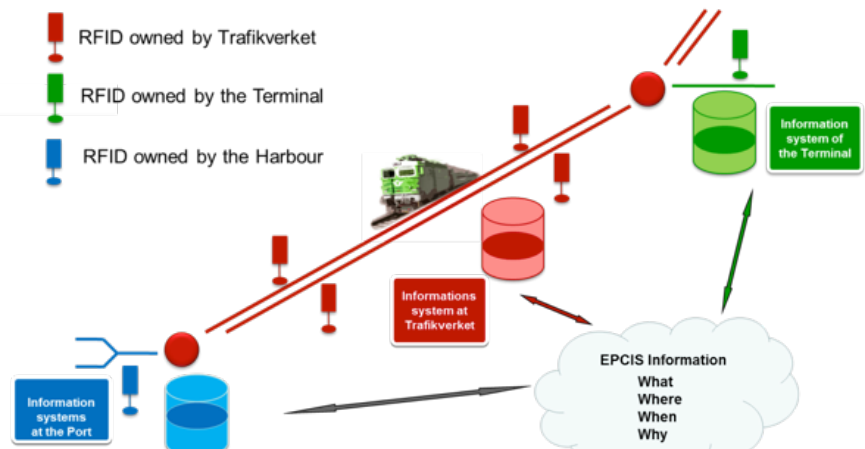 RFID owned by Trafikverket
RFID owned by the Terminal
RFID owned by the Harbour
Information
system of
the Terminal
Informations
system at
Trafikverket
Information
systems
at the Port
EPCIS Information
What
Where
When
Why